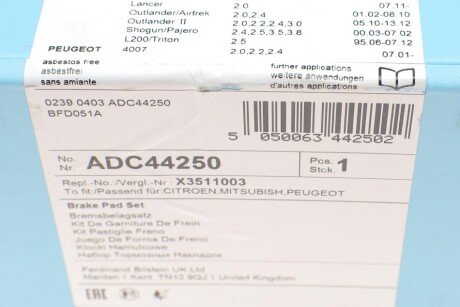 Lancer 2.0 07.11-
Outlander/Airtrek 2.0,2.4 01.02-08.10
Outlander II 2.0,2.2,2.4,3.0 05.10-13.12
Shogun/Pajero 2.4,2.5,3.5,3.8 00.03-07.02
L200/Triton 2.5 95.06-07.12
PEUGEOT 4007 2.0,2.2,2.4 07.01-
asbestos free
asbestfrei
sans amiante
further applications
weitere anwendungen
d'autres applications
0239 0403 ADC44250
BFD051A
5 050063 442502
No.
Nr. ADC44250
Pcs.
Stck. 1
Repl.-No./Vergl.-Nr.: X3511003
To fit/Passend für:CITROEN,MITSUBISH,PEUGEOT
Brake Pad Set
Bremsbelagsatz
Kit De Garniture De Frein
Kit Pastiglie Freno
Juego De Forros De Freno
Klocki Hamulcowe
Набор Тормозных Накладок
Ferdinand Bilstein UK Ltd
Marden | Kent TN12 9GJ | United Kingdom
EAC